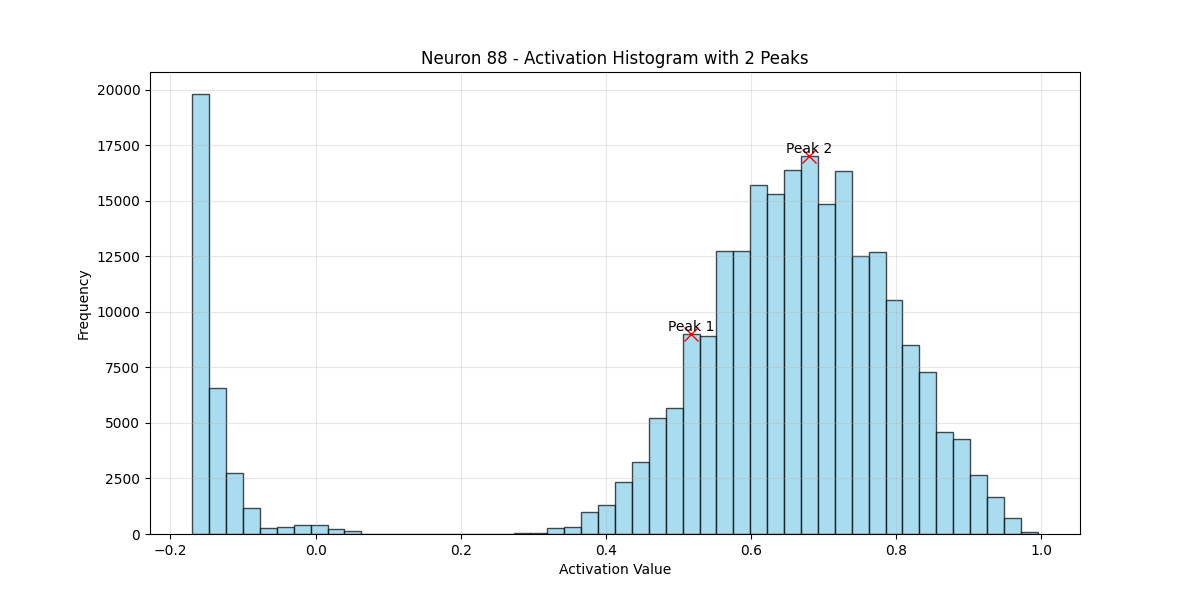 Neuron 88 - Activation Histogram with 2 Peaks
20000
17500
15000
12500
10000
7500
5000
2500
0
Frequency
Peak 1
Peak 2
−0.2 0.0 0.2 0.4 0.6 0.8 1.0
Activation Value